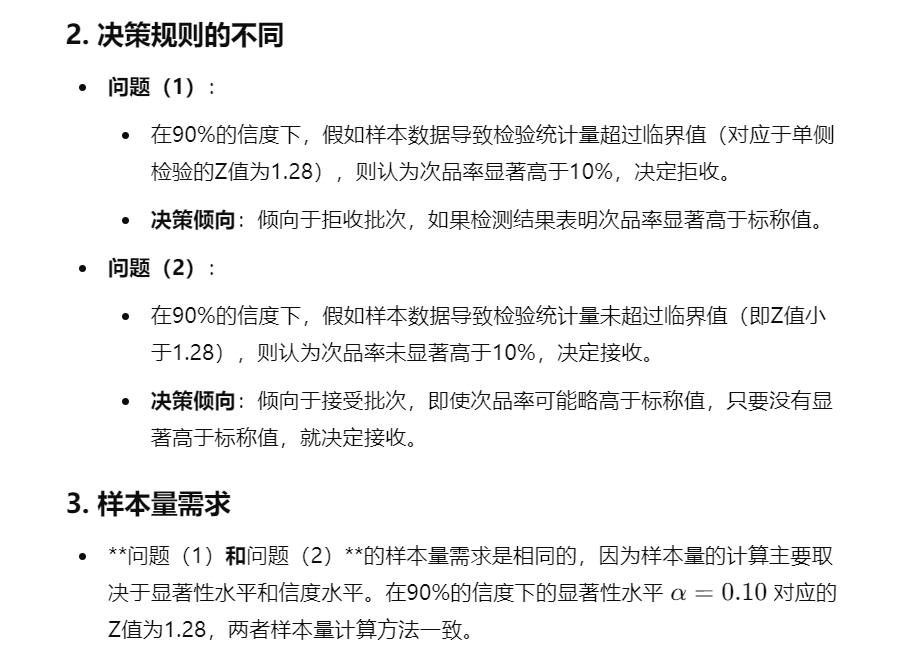 2. 决策规则的不同
• 问题（1）:
• 在90%的信度下，假如样本数据导致检验统计量超过临界值（对应于单侧
检验的Z值为1.28），则认为次品率显著高于10%，决定拒收。
• 决策倾向：倾向于拒收批次，如果检测结果表明次品率显著高于标称值。
• 问题（2）:
• 在90%的信度下，假如样本数据导致检验统计量未超过临界值（即Z值小
于1.28），则认为次品率未显著高于10%，决定接收。
• 决策倾向：倾向于接受批次，即使次品率可能略高于标称值，只要没有显
著高于标称值，就决定接收。
3. 样本量需求
• **问题（1）和问题（2）**的样本量需求是相同的，因为样本量的计算主要取
决于显著性水平和信度水平。在90%的信度下的显著性水平 α = 0.10 对应的
Z值为1.28，两者样本量计算方法一致。